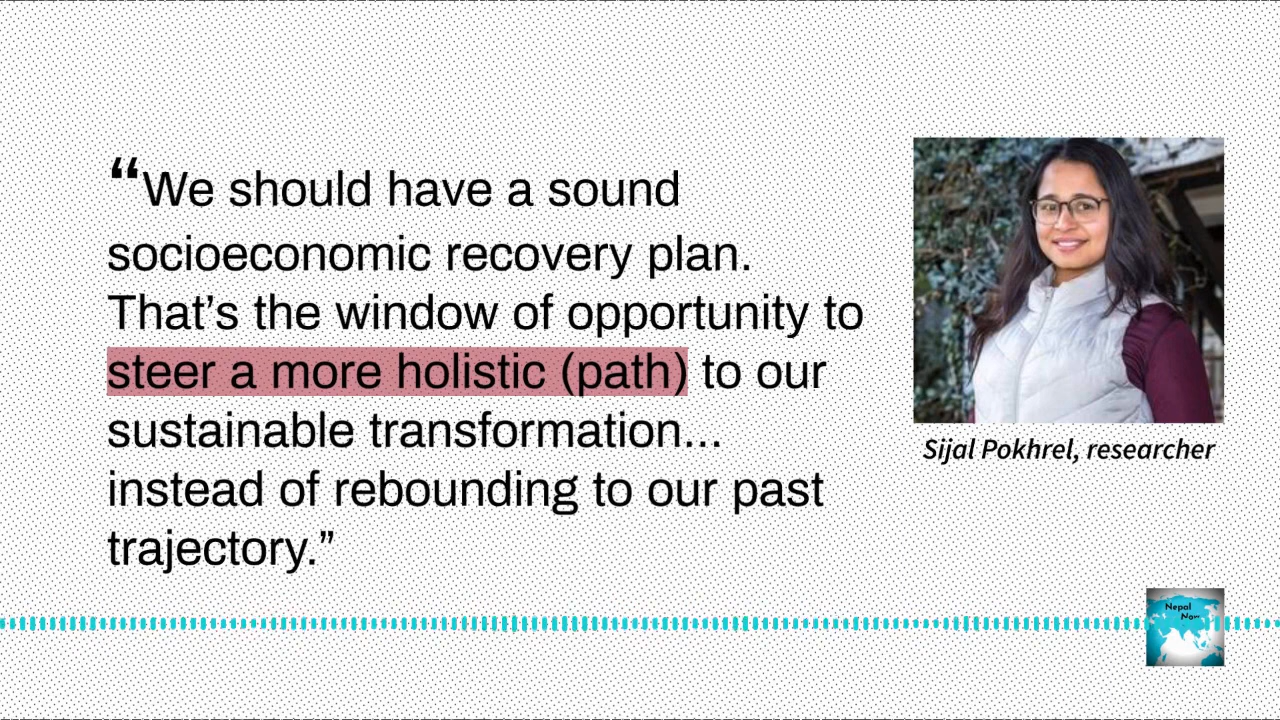 “We should have a sound
socioeconomic recovery plan.
That’s the window of opportunity to
steer a more holistic (path) to our
sustainable transformation...
instead of rebounding to our past
trajectory.”
Sijal Pokhrel, researcher
Nepal
Now